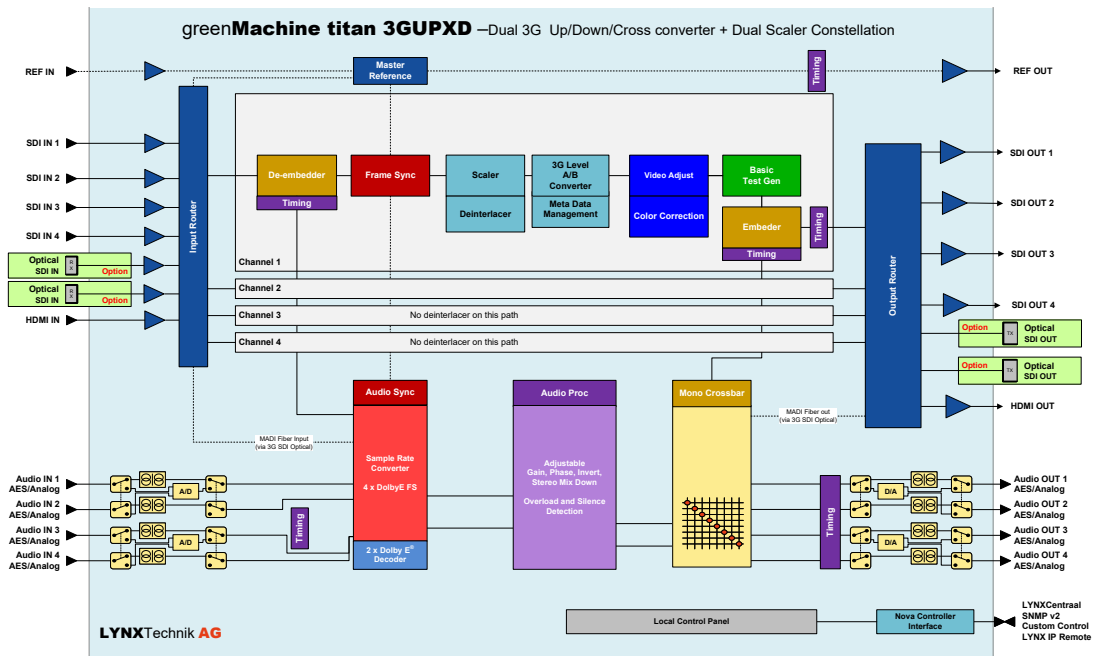 greenMachine titan 3GUPXD –Dual 3G Up/Down/Cross converter + Dual Scaler Constellation
REF IN
Master
Reference
Timing
REF OUT
SDI IN 1
SDI IN 2
SDI IN 3
SDI IN 4
Optical
SDI IN
RX
Option
Optical
SDI IN
RX
Option
HDMI IN
Input Router
De-embedder
Timing
Frame Sync
Scaler
Deinterlacer
3G Level
A/B
Converter
Meta Data
Management
Video Adjust
Color Correction
Basic
Test Gen
Embeder
Timing
Timing
Channel 1
Channel 2
Channel 3
No deinterlacer on this path
Channel 4
No deinterlacer on this path
Output Router
SDI OUT 1
SDI OUT 2
SDI OUT 3
SDI OUT 4
Option
TX
Optical
SDI OUT
Option
TX
Optical
SDI OUT
HDMI OUT
MADI Fiber Input
(via 3G SDI Optical)
Audio Sync
Sample Rate
Converter
4 x DolbyE FS
2 x Dolby E®
Decoder
Audio Proc
Adjustable
Gain, Phase, Invert,
Stereo Mix Down
Overload and Silence
Detection
Mono Crossbar
MADI Fiber out
(via 3G SDI Optical)
Audio IN 1
AES/Analog
Audio IN 2
AES/Analog
Audio IN 3
AES/Analog
Audio IN 4
AES/Analog
A/D
A/D
Timing
Timing
D/A
D/A
Audio OUT 1
AES/Analog
Audio OUT 2
AES/Analog
Audio OUT 3
AES/Analog
Audio OUT 4
AES/Analog
LYNXTechnik AG
Local Control Panel
Nova Controller
Interface
LYNXCentraal
SNMP v2
Custom Control
LYNX IP Remote